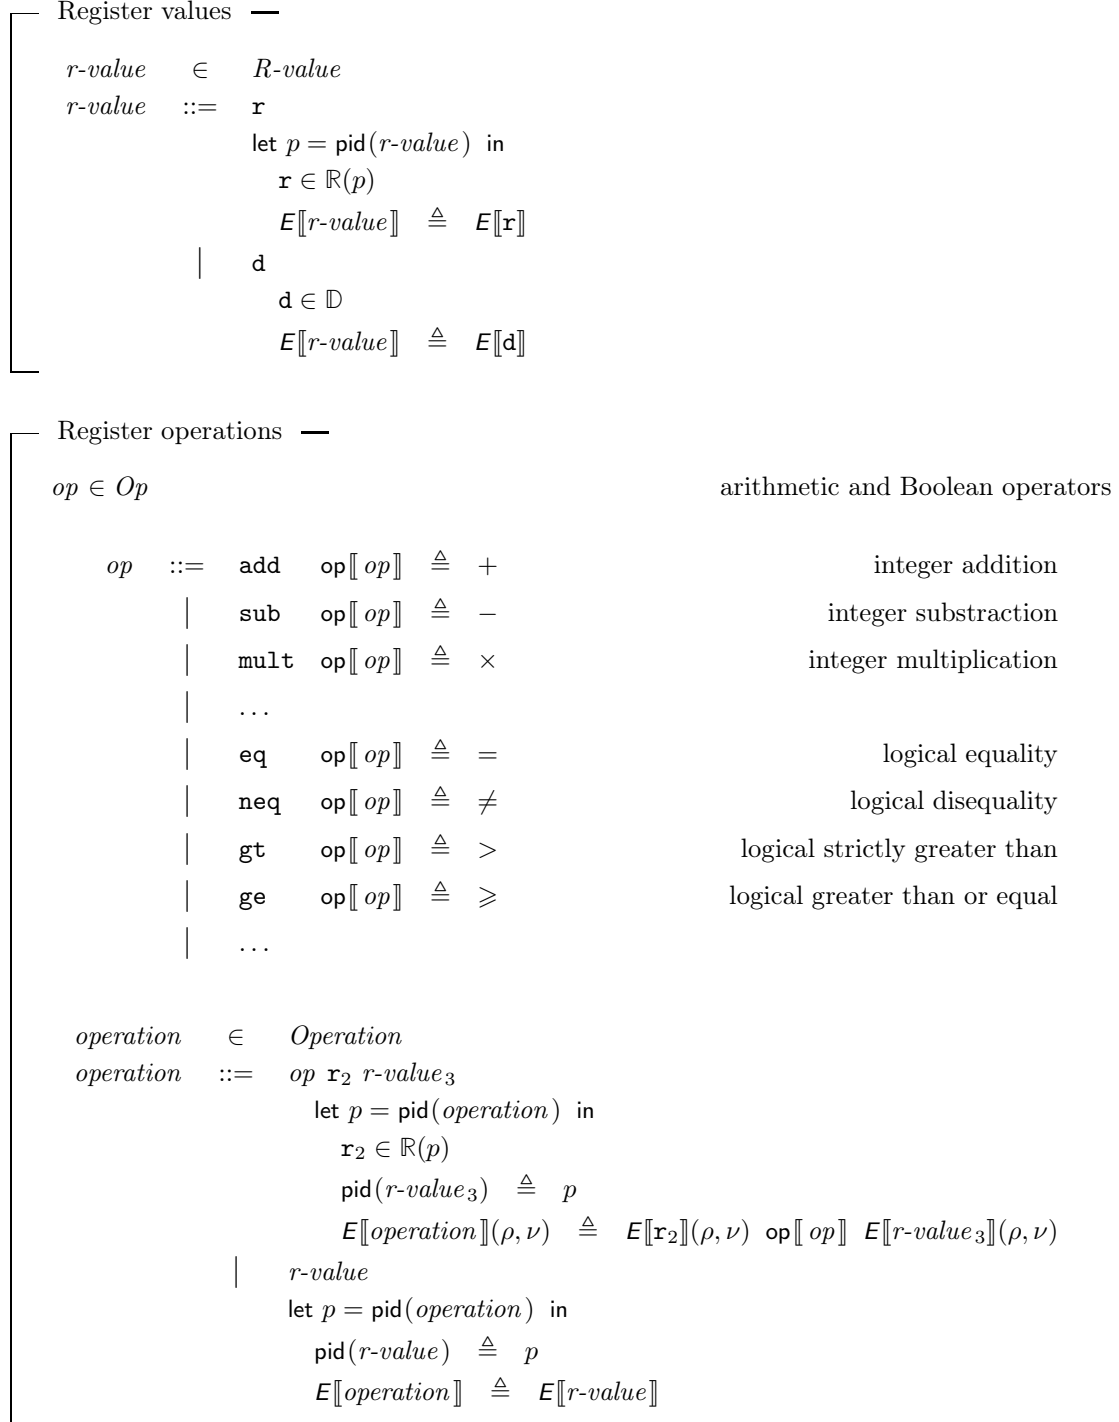 Register values
r-value ∈ R-value
r-value ::= r
let p = pid(r-value) in
r ∈ ℝ(p)
E⟦r-value⟧ ≜ E⟦r⟧
| d
d ∈ 𝔻
E⟦r-value⟧ ≜ E⟦d⟧
Register operations
op ∈ Op arithmetic and Boolean operators
op ::= add op⟦op⟧ ≜ + integer addition
| sub op⟦op⟧ ≜ − integer substraction
| mult op⟦op⟧ ≜ × integer multiplication
| ...
| eq op⟦op⟧ ≜ = logical equality
| neq op⟦op⟧ ≜ ≠ logical disequality
| gt op⟦op⟧ ≜ > logical strictly greater than
| ge op⟦op⟧ ≜ ⩾ logical greater than or equal
| ...
operation ∈ Operation
operation ::= op r₂ r-value₃
let p = pid(operation) in
r₂ ∈ ℝ(p)
pid(r-value₃) ≜ p
E⟦operation⟧(ρ, ν) ≜ E⟦r₂⟧(ρ, ν) op⟦op⟧ E⟦r-value₃⟧(ρ, ν)
| r-value
let p = pid(operation) in
pid(r-value) ≜ p
E⟦operation⟧ ≜ E⟦r-value⟧